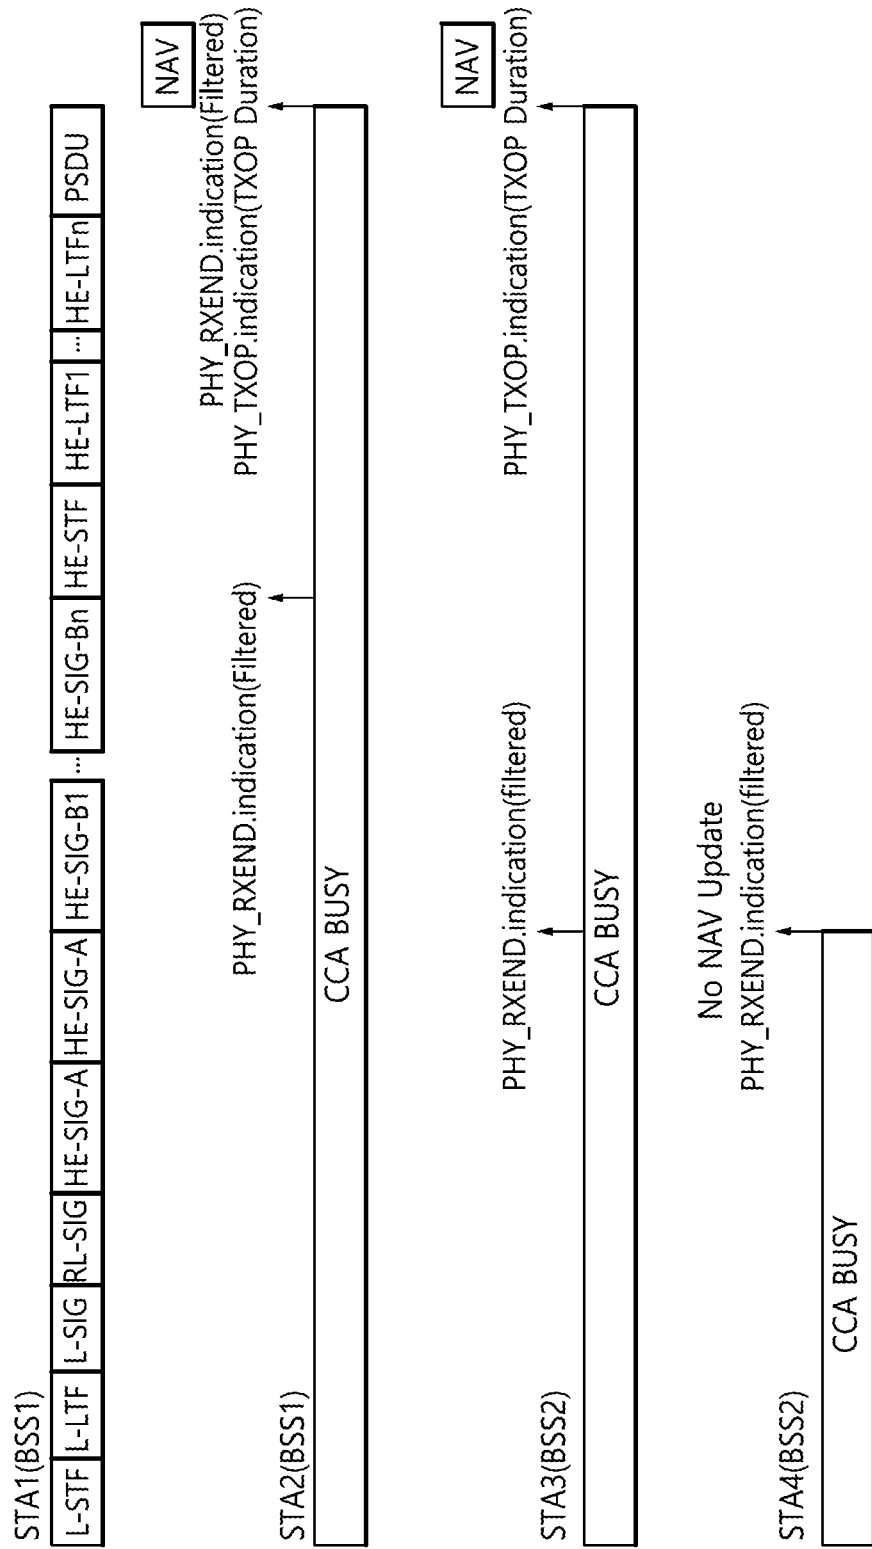 STA1(BSS1)
L-STF L-LTF L-SIG RL-SIG HE-SIG-A HE-SIG-A HE-SIG-B1 ... HE-SIG-Bn HE-STF HE-LTF1 ... HE-LTFn PSDU
NAV
PHY_RXEND.indication(Filtered)
PHY_TXOP.indication(TXOP Duration)
PHY_RXEND.indication(Filtered)
STA2(BSS1)
CCA BUSY
NAV
PHY_TXOP.indication(TXOP Duration)
PHY_RXEND.indication(filtered)
STA3(BSS2)
CCA BUSY
No NAV Update
PHY_RXEND.indication(filtered)
STA4(BSS2)
CCA BUSY